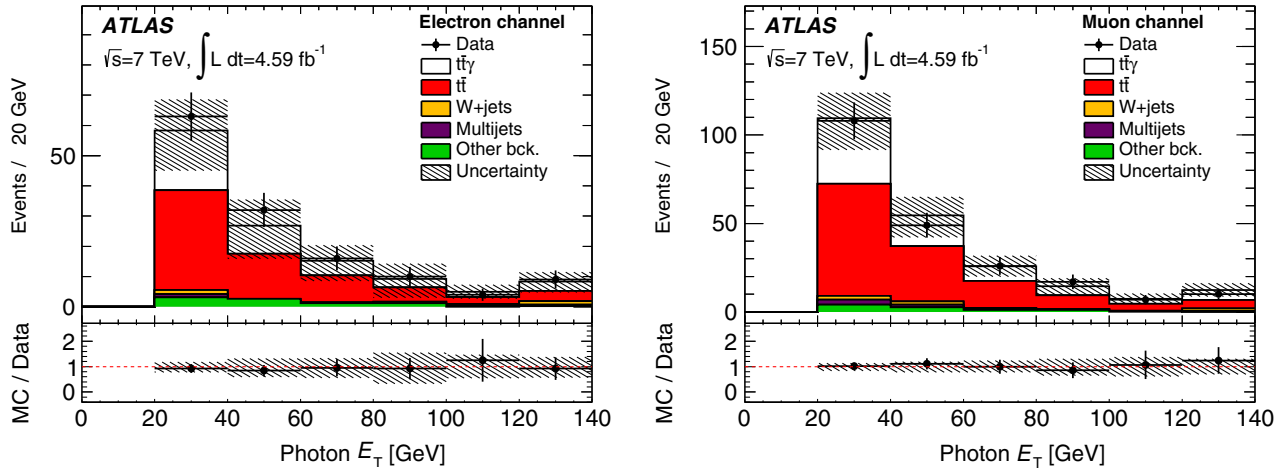 ATLAS
√s=7 TeV, ∫L dt=4.59 fb⁻¹
Electron channel
Data
tt̄γ
tt̄
W+jets
Multijets
Other bck.
Uncertainty
Events / 20 GeV
50
0
MC / Data
2
1
0
0 20 40 60 80 100 120 140
Photon E_T [GeV]
ATLAS
√s=7 TeV, ∫L dt=4.59 fb⁻¹
Muon channel
Data
tt̄γ
tt̄
W+jets
Multijets
Other bck.
Uncertainty
Events / 20 GeV
150
100
50
0
MC / Data
2
1
0
0 20 40 60 80 100 120 140
Photon E_T [GeV]